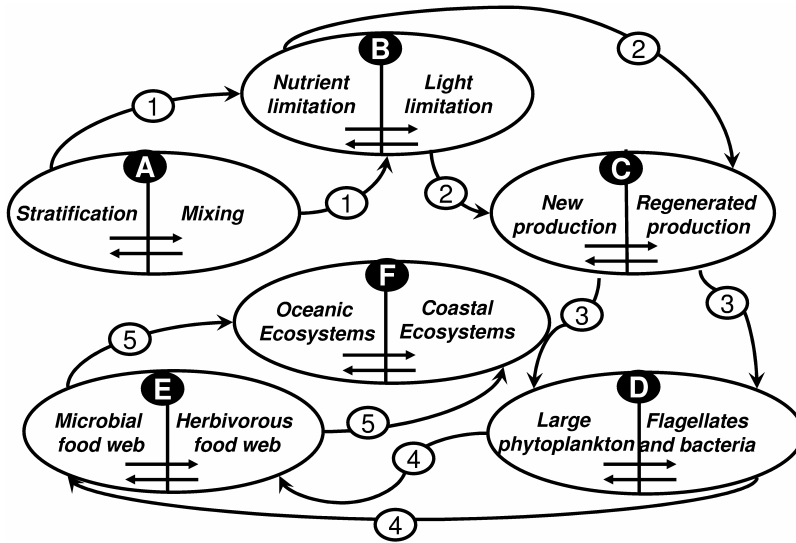 B
2
Nutrient
limitation
Light
limitation
1
A
Stratification
Mixing
1
2
C
New
production
Regenerated
production
F
Oceanic
Ecosystems
Coastal
Ecosystems
3
3
5
E
Microbial
food web
Herbivorous
food web
5
D
Large
phytoplankton
Flagellates
and bacteria
4
4